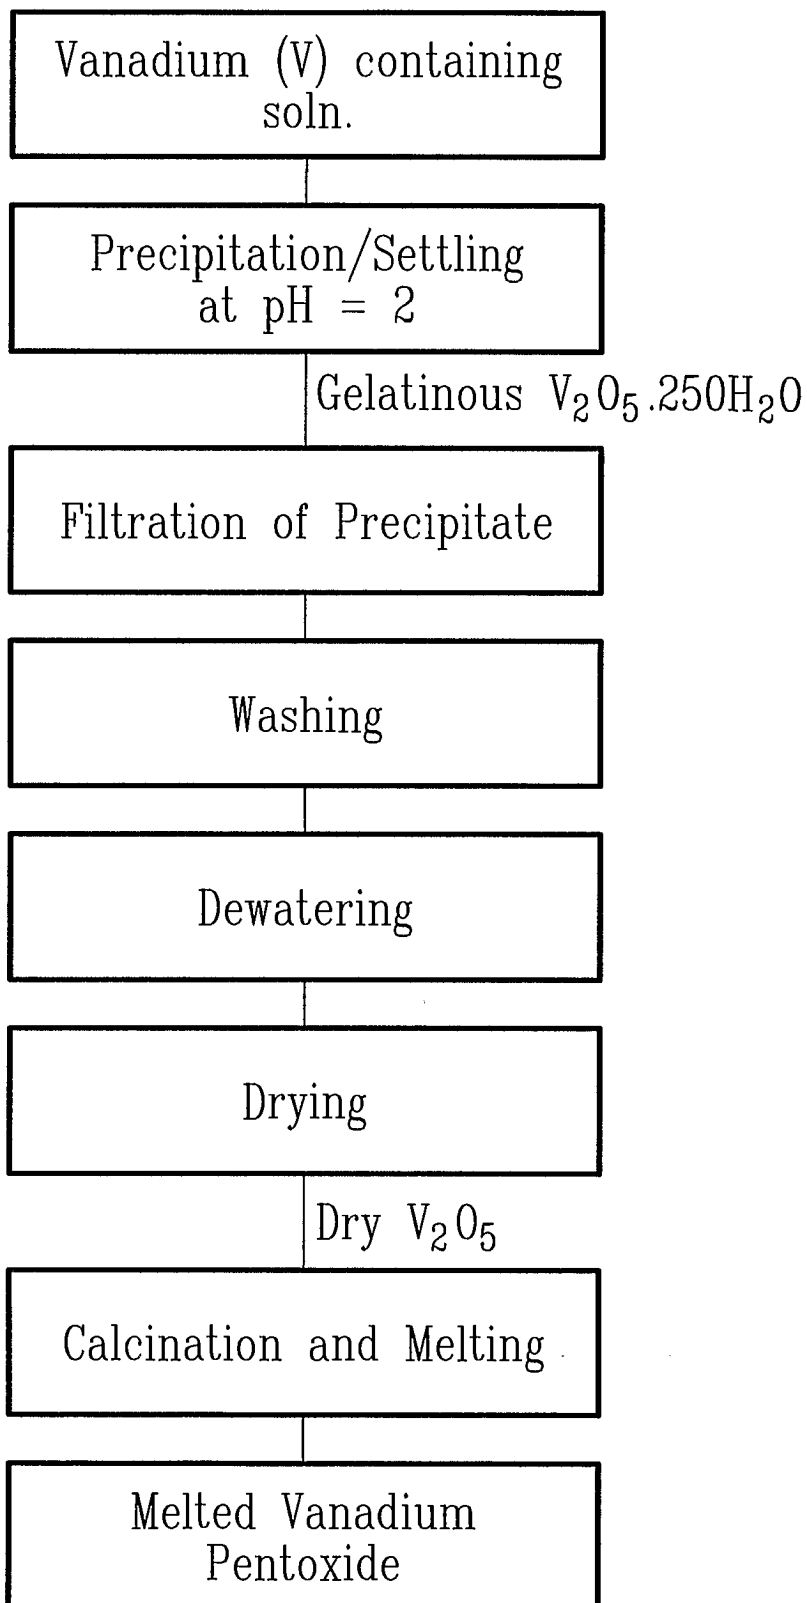 Vanadium (V) containing
soln.
Precipitation/Settling
at pH = 2
Gelatinous V₂O₅.250H₂O
Filtration of Precipitate
Washing
Dewatering
Drying
Dry V₂O₅
Calcination and Melting
Melted Vanadium
Pentoxide